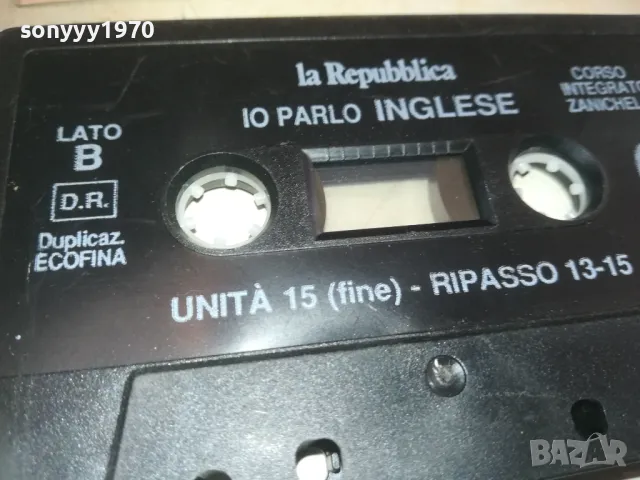 sonyyy1970
la Repubblica
IO PARLO INGLESE
CORSO
INTEGRATO
ZANICHEL
LATO
B
D.R.
Duplicaz.
ECOFINA
UNITÀ 15 (fine) - RIPASSO 13-15
BAZAR